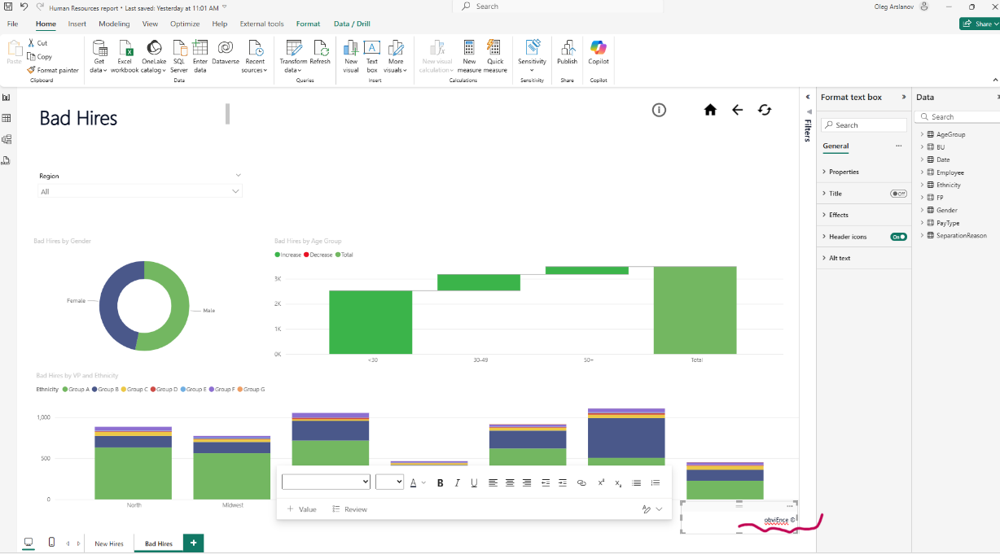 Human Resources report • Last saved: Yesterday at 11:01 AM
Search
Oleg Arslanov
File Home Insert Modeling View Optimize Help External tools Format Data / Drill
Share
Paste
Cut
Copy
Format painter
Clipboard
Get data
Excel workbook
OneLake catalog
SQL Server
Enter data
Dataverse
Recent sources
Data
Transform data
Refresh
Queries
New visual
Text box
More visuals
Insert
New visual calculation
New measure
Quick measure
Calculations
Sensitivity
Sensitivity
Publish
Share
Copilot
Copilot
Bad Hires
Region
All
Bad Hires by Gender
Female
Male
Bad Hires by Age Group
Increase Decrease Total
3K
2K
1K
0K
<30 30-49 50+ Total
Bad Hires by VP and Ethnicity
Ethnicity Group A Group B Group C Group D Group E Group F Group G
1,000
500
0
North Midwest
A B I U x² x₂
+ Value Review
obviEnce ©
New Hires Bad Hires +
Filters
Format text box »
Search
General ...
Properties
Title Off
Effects
Header icons On
Alt text
Data
Search
AgeGroup
BU
Date
Employee
Ethnicity
FP
Gender
PayType
SeparationReason